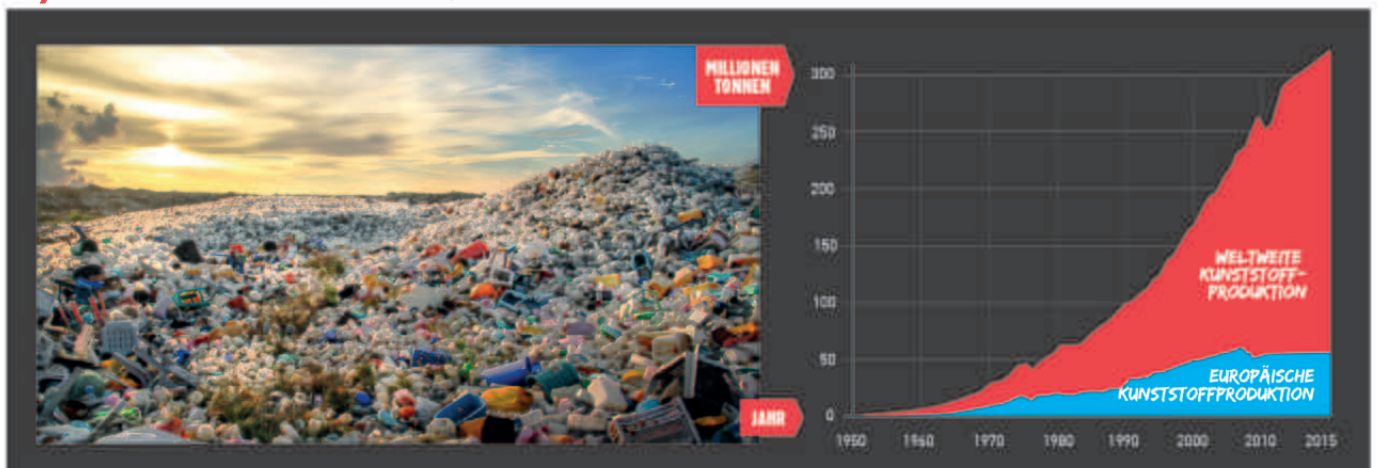 MILLIONEN
TONNEN
300
250
200
150
100
50
0
WELTWEITE
KUNSTSTOFF-
PRODUKTION
EUROPÄISCHE
KUNSTSTOFFPRODUKTION
JAHR
1950 1960 1970 1980 1990 2000 2010 2015